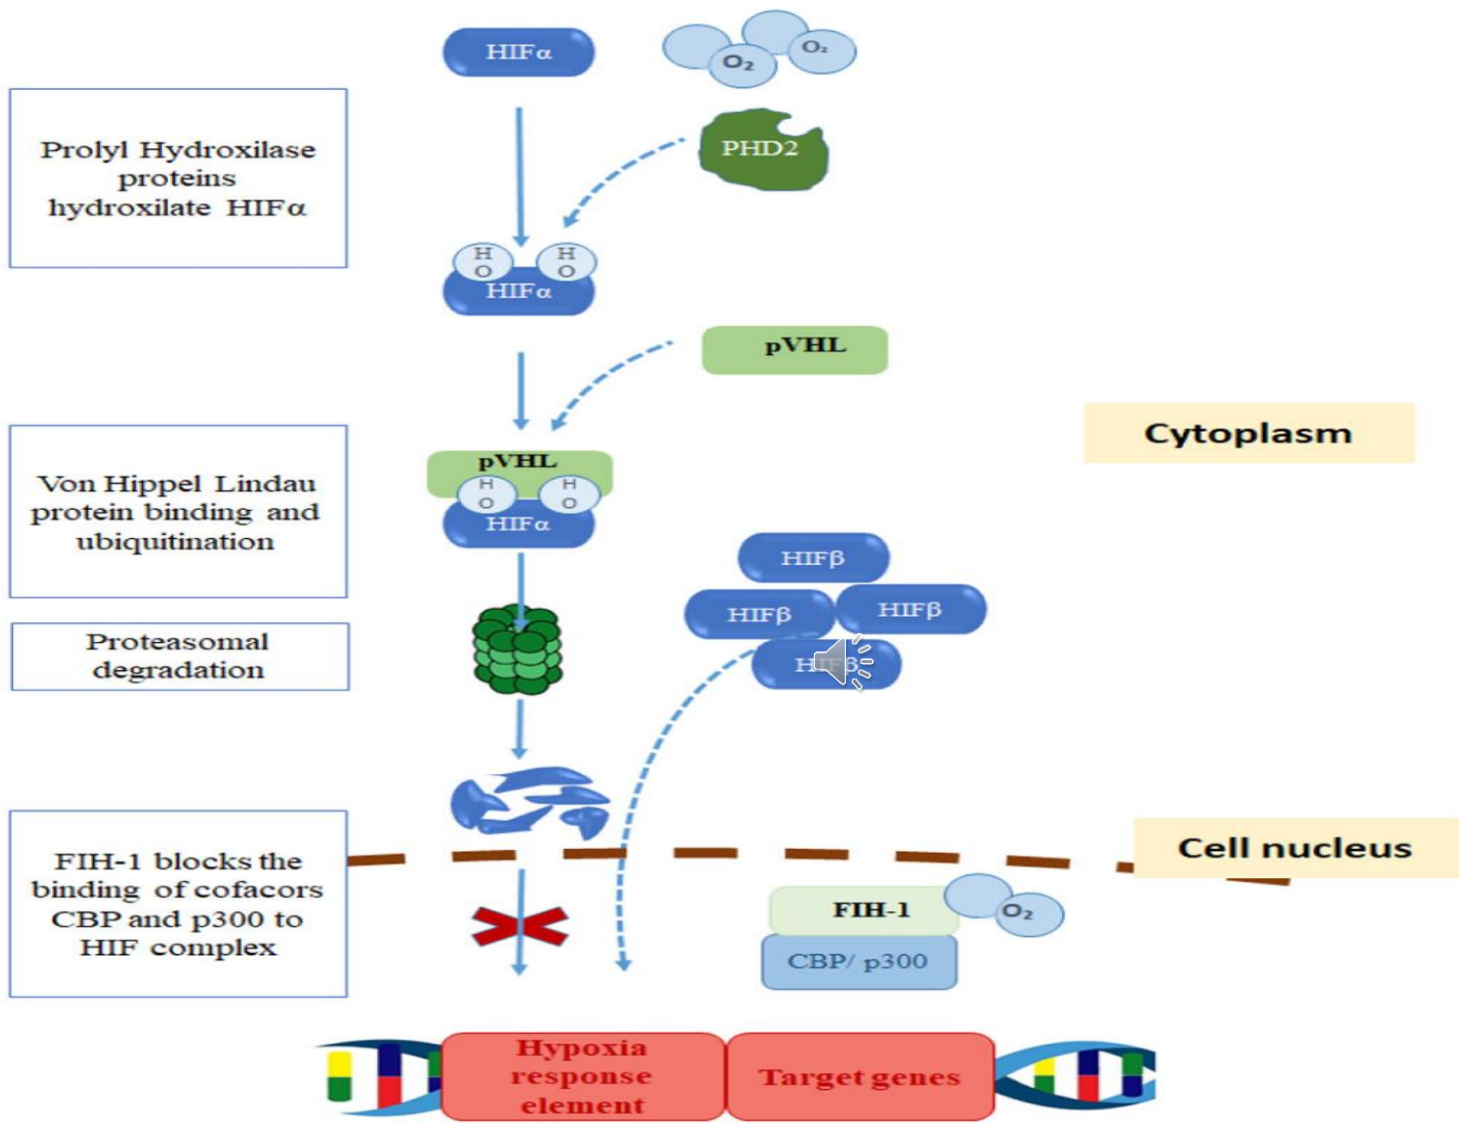 HIFα
O₂
O₂
Prolyl Hydroxilase
proteins
hydroxilate HIFα
PHD2
H
O
H
O
HIFα
pVHL
Cytoplasm
Von Hippel Lindau
protein binding and
ubiquitination
pVHL
H
O
H
O
HIFα
HIFβ
HIFβ
HIFβ
HIFβ
Proteasomal
degradation
Cell nucleus
FIH-1 blocks the
binding of cofacors
CBP and p300 to
HIF complex
FIH-1
O₂
CBP/ p300
Hypoxia
response
element
Target genes